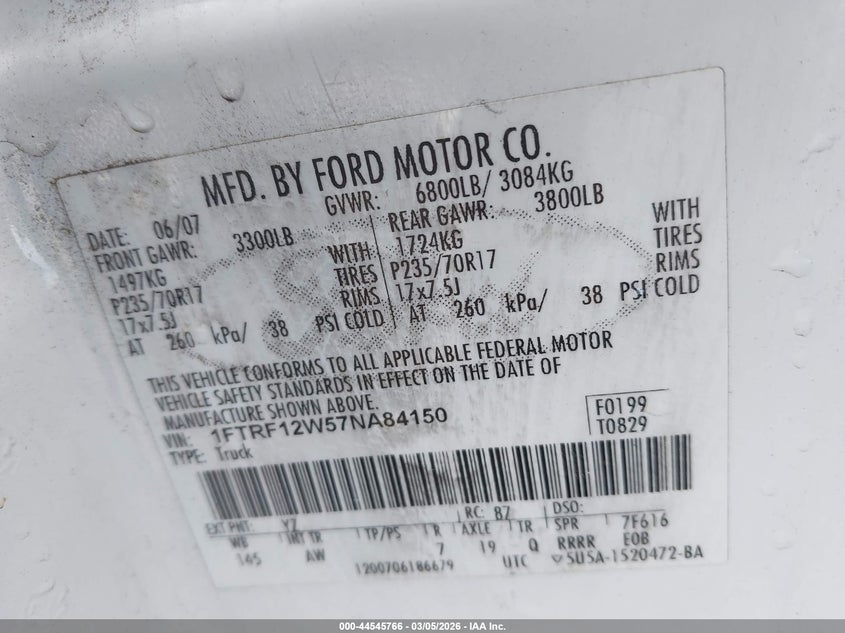 MFD. BY FORD MOTOR CO.
DATE: 06/07 GVWR: 6800LB/ 3084KG
FRONT GAWR: 3300LB REAR GAWR: 3800LB
1497KG WITH 1724KG WITH
P235/70R17 TIRES P235/70R17 TIRES
17x7.5J RIMS 17x7.5J RIMS
AT 260 kPa/ 38 PSI COLD AT 260 kPa/ 38 PSI COLD
THIS VEHICLE CONFORMS TO ALL APPLICABLE FEDERAL MOTOR
VEHICLE SAFETY STANDARDS IN EFFECT ON THE DATE OF
MANUFACTURE SHOWN ABOVE.
VIN: 1FTRF12W57NA84150 F0199
TYPE: Truck T0829
EXT PNT: YZ RC: 87 DSO:
WB INT TR TP/PS R AXLE TR SPR 7F616
145 AW 7 19 Q RRRR EOB
1200706186679 UTC ▽5U5A-1520472-BA
000-44545766 - 03/05/2026 - IAA Inc.